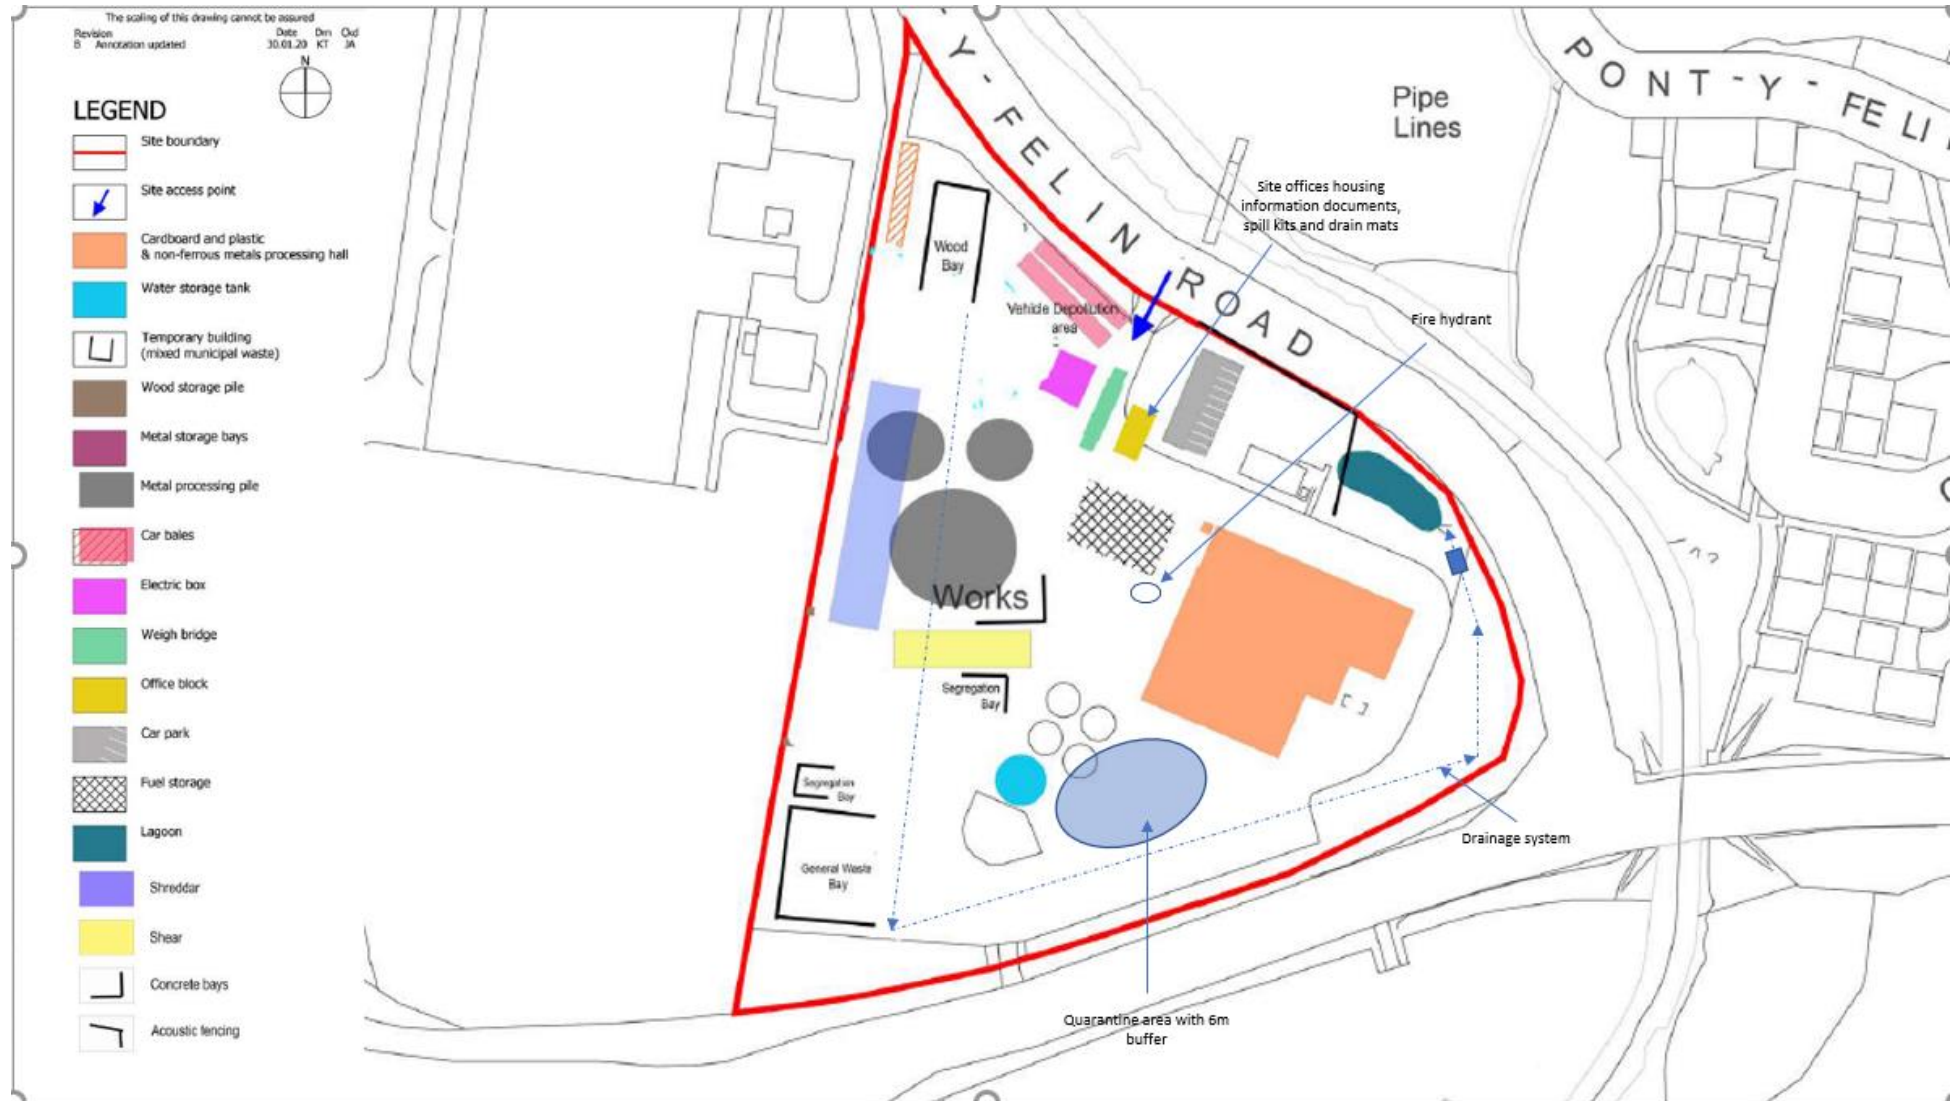 The scaling of this drawing cannot be assured
Revision Date Drn Ckd
B Annotation updated 30.01.20 KT JA
N
LEGEND
Site boundary
Site access point
Cardboard and plastic
& non-ferrous metals processing hall
Water storage tank
Temporary building
(mixed municipal waste)
Wood storage pile
Metal storage bays
Metal processing pile
Car bales
Electric box
Weigh bridge
Office block
Car park
Fuel storage
Lagoon
Shreddar
Shear
Concrete bays
Acoustic fencing
Y-FELIN ROAD
PONT-Y-FELI
Pipe
Lines
Site offices housing
information documents,
spill kits and drain mats
Fire hydrant
Wood
Bay
Vehicle Depollution
area
Works
Segregation
Bay
Segregation
Bay
General Waste
Bay
Drainage system
Quarantine area with 6m
buffer